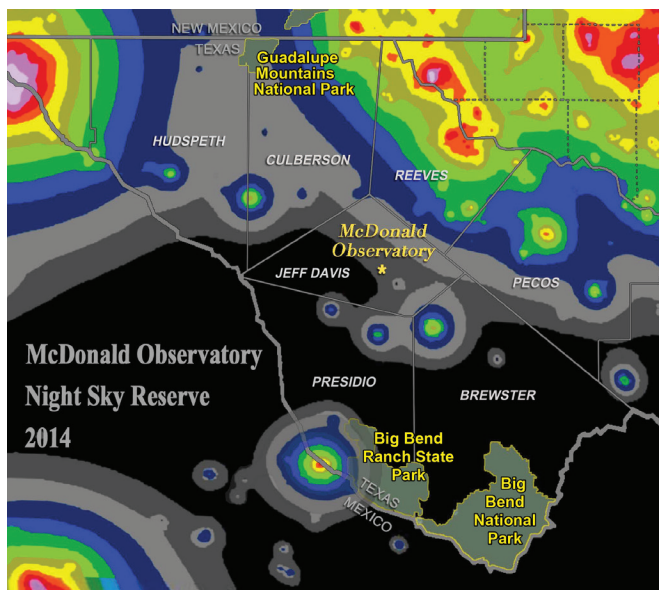 NEW MEXICO
TEXAS
Guadalupe
Mountains
National Park
HUDSPETH
CULBERSON
REEVES
McDonald
Observatory
*
JEFF DAVIS
PECOS
McDonald Observatory
Night Sky Reserve
2014
PRESIDIO
BREWSTER
Big Bend
Ranch State
Park
TEXAS
MEXICO
Big
Bend
National
Park